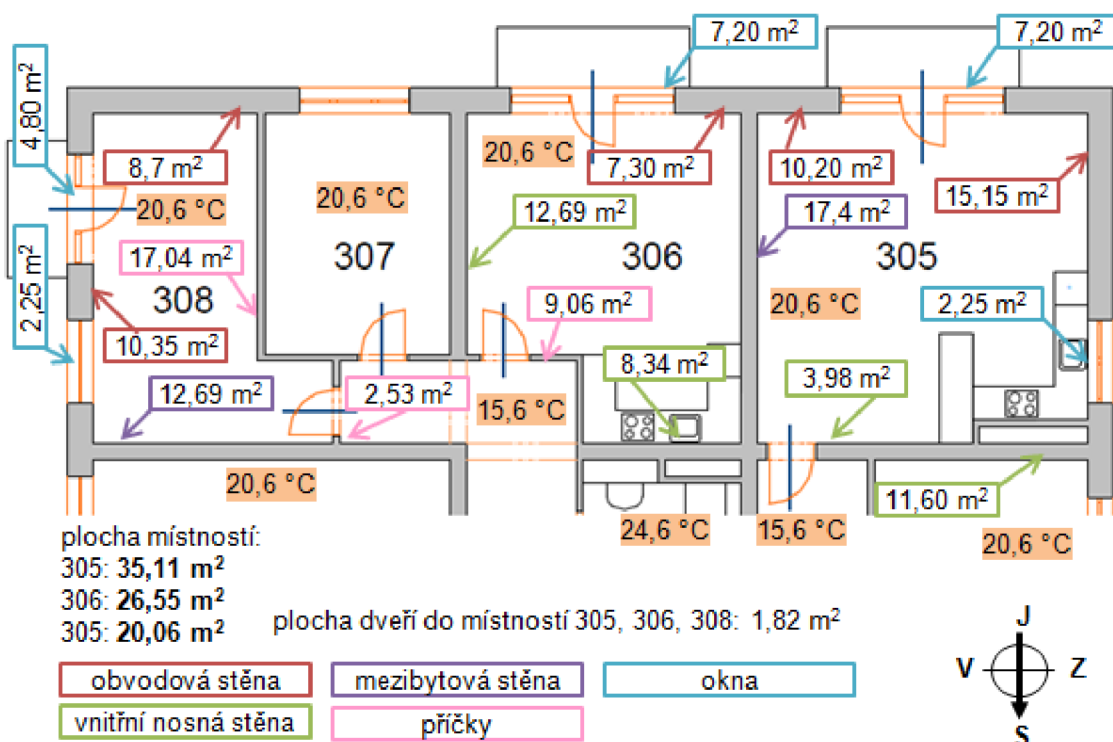 7,20 m²
7,20 m²
4,80 m²
8,7 m²
20,6 °C
7,30 m²
10,20 m²
15,15 m²
20,6 °C
20,6 °C
12,69 m²
17,4 m²
307
306
305
17,04 m²
308
2,25 m²
9,06 m²
20,6 °C
2,25 m²
10,35 m²
8,34 m²
3,98 m²
12,69 m²
2,53 m²
15,6 °C
20,6 °C
11,60 m²
24,6 °C
15,6 °C
20,6 °C
plocha místností:
305: 35,11 m²
306: 26,55 m²
305: 20,06 m²
plocha dveří do místností 305, 306, 308: 1,82 m²
obvodová stěna
mezibytová stěna
okna
vnitřní nosná stěna
příčky
J
V
Z
S